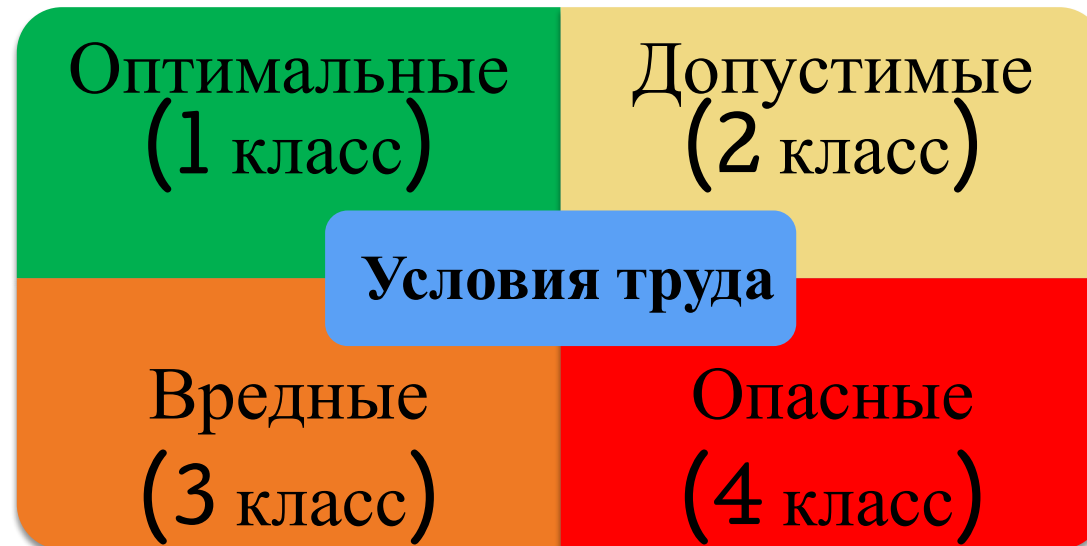 Оптимальные
(1 класс)
Допустимые
(2 класс)
Условия труда
Вредные
(3 класс)
Опасные
(4 класс)